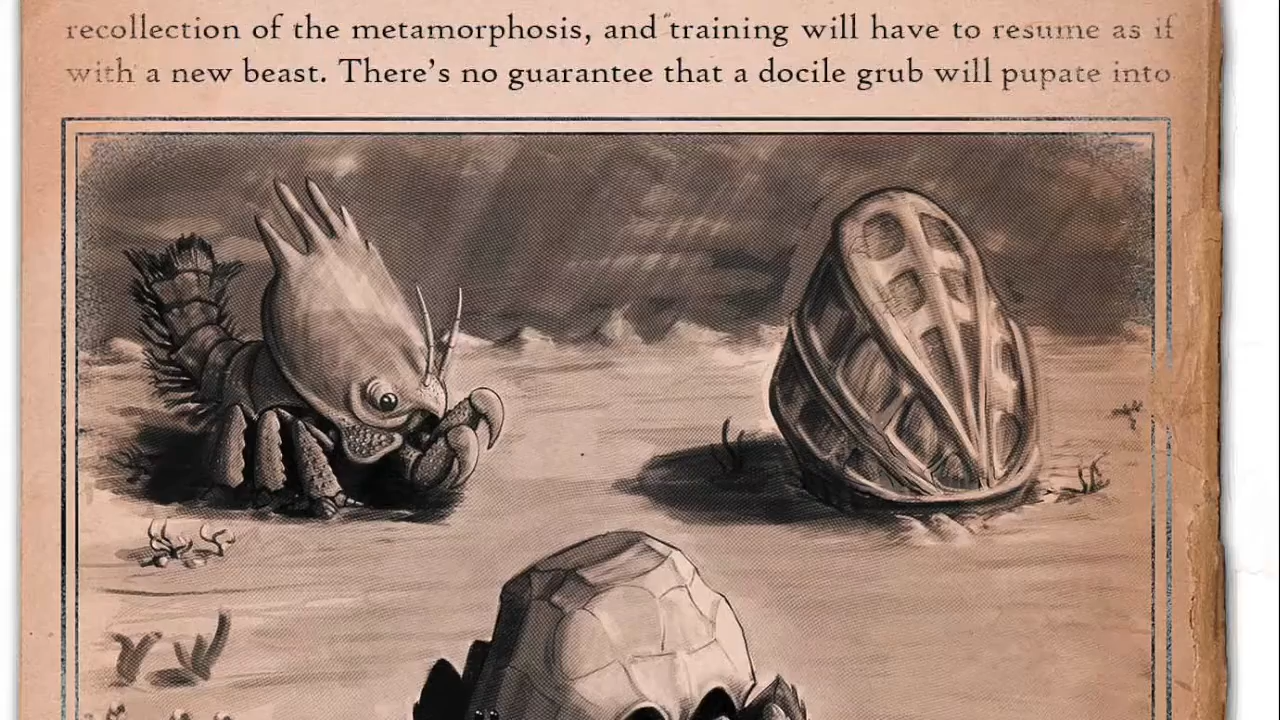 recollection of the metamorphosis, and training will have to resume as if
with a new beast. There's no guarantee that a docile grub will pupate into